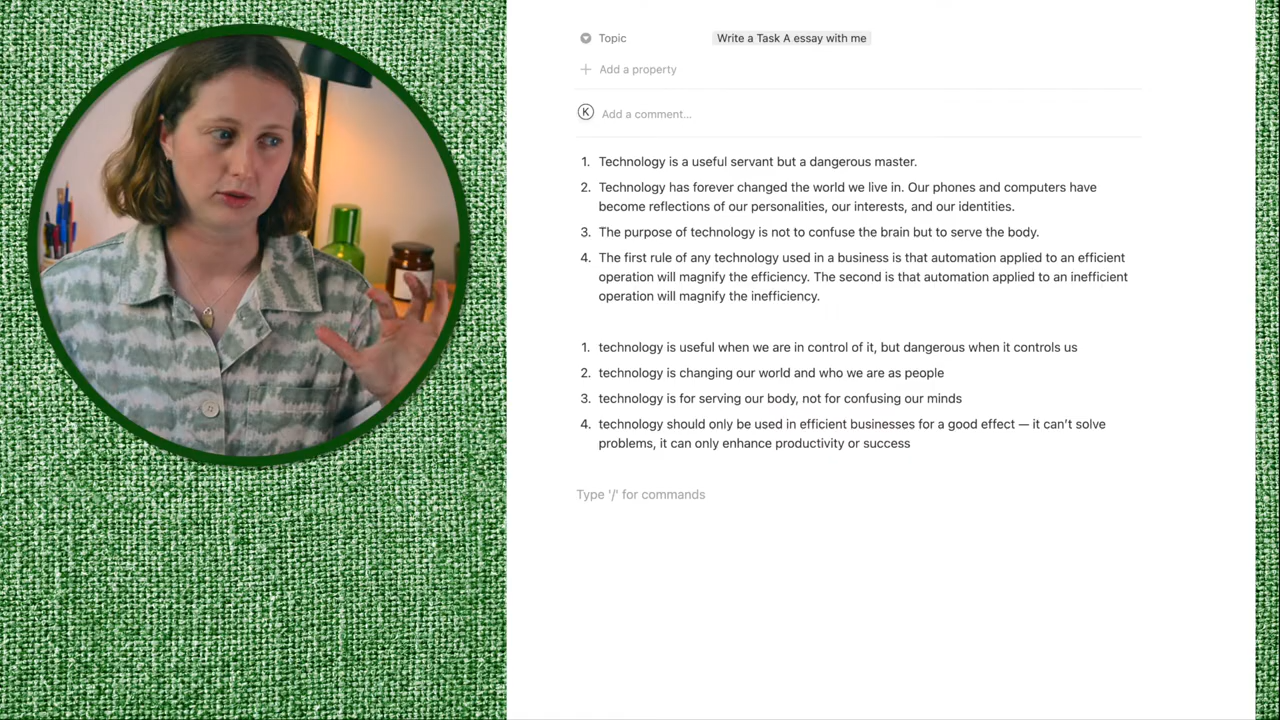 Topic Write a Task A essay with me
Add a property
K Add a comment...
1. Technology is a useful servant but a dangerous master.
2. Technology has forever changed the world we live in. Our phones and computers have
become reflections of our personalities, our interests, and our identities.
3. The purpose of technology is not to confuse the brain but to serve the body.
4. The first rule of any technology used in a business is that automation applied to an efficient
operation will magnify the efficiency. The second is that automation applied to an inefficient
operation will magnify the inefficiency.
1. technology is useful when we are in control of it, but dangerous when it controls us
2. technology is changing our world and who we are as people
3. technology is for serving our body, not for confusing our minds
4. technology should only be used in efficient businesses for a good effect — it can't solve
problems, it can only enhance productivity or success
Type '/' for commands